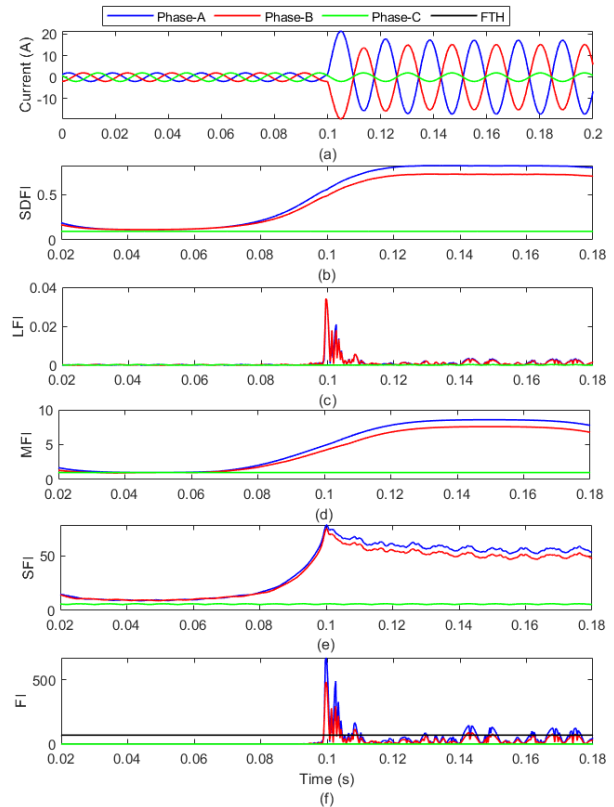 Phase-A Phase-B Phase-C FTH
20
10
0
-10
Current (A)
0 0.02 0.04 0.06 0.08 0.1 0.12 0.14 0.16 0.18 0.2
(a)
0.5
0
SDFI
0.02 0.04 0.06 0.08 0.1 0.12 0.14 0.16 0.18
(b)
0.04
0.02
0
LFI
0.02 0.04 0.06 0.08 0.1 0.12 0.14 0.16 0.18
(c)
10
5
0
MFI
0.02 0.04 0.06 0.08 0.1 0.12 0.14 0.16 0.18
(d)
50
0
SFI
0.02 0.04 0.06 0.08 0.1 0.12 0.14 0.16 0.18
(e)
500
0
FI
0.02 0.04 0.06 0.08 0.1 0.12 0.14 0.16 0.18
Time (s)
(f)